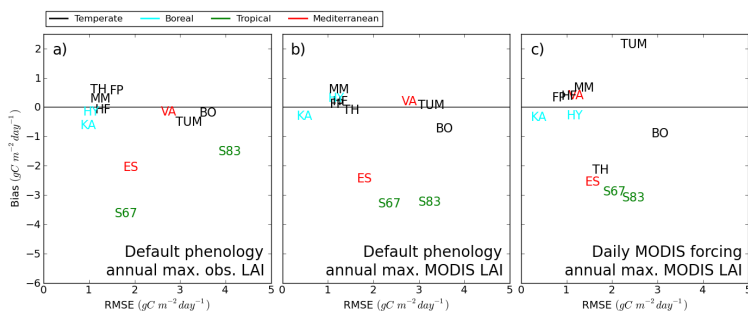 Temperate Boreal Tropical Mediterranean
a)
TH FP
MM
HY HF
KA
VA BO
TUM
ES
S83
S67
Default phenology
annual max. obs. LAI
b)
MM
HF
TH
VA TUM
KA
BO
ES
S67 S83
Default phenology
annual max. MODIS LAI
c)
TUM
MM
FP HF VA
KA HY
BO
TH
ES
S67
S83
Daily MODIS forcing
annual max. MODIS LAI
2
1
0
−1
−2
−3
−4
−5
−6
Bias (gC m⁻² day⁻¹)
0 1 2 3 4 5
0 1 2 3 4 5
0 1 2 3 4 5
RMSE (gC m⁻² day⁻¹)
RMSE (gC m⁻² day⁻¹)
RMSE (gC m⁻² day⁻¹)